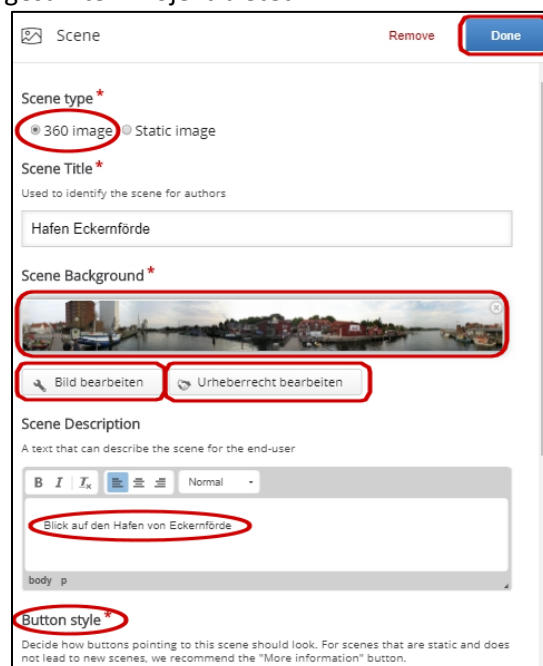 Scene
Remove
Done
Scene type *
360 image Static image
Scene Title *
Used to identify the scene for authors
Hafen Eckernförde
Scene Background *
Bild bearbeiten
Urheberrecht bearbeiten
Scene Description
A text that can describe the scene for the end-user
B I Ix Normal
Blick auf den Hafen von Eckernförde
body p
Button style *
Decide how buttons pointing to this scene should look. For scenes that are static and does
not lead to new scenes, we recommend the "More information" button.